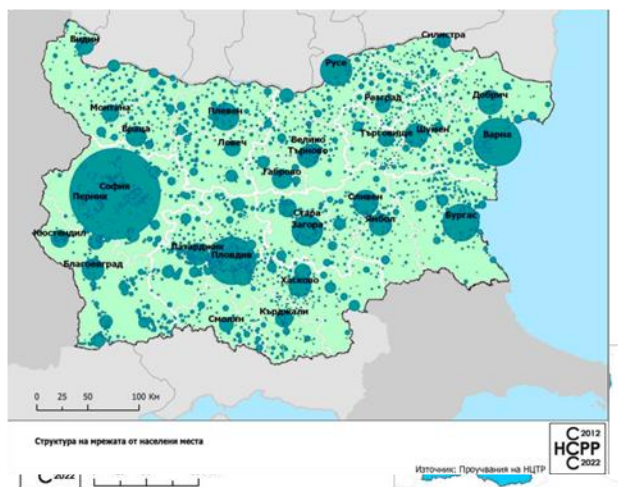 Видин
Силистра
Русе
Монтана
Плевен
Разград
Добрич
Враца
Ловеч
Велико
Търново
Търговище
Шумен
Варна
Габрово
София
Перник
Сливен
Стара
Загора
Ямбол
Бургас
Кюстендил
Пазарджик
Пловдив
Благоевград
Хасково
Смолян
Кърджали
0 25 50 100 Км
Структура на мрежата от населени места
C 2012
НСРР
C 2022
Източник: Проучвания на НЦТР
C 2022